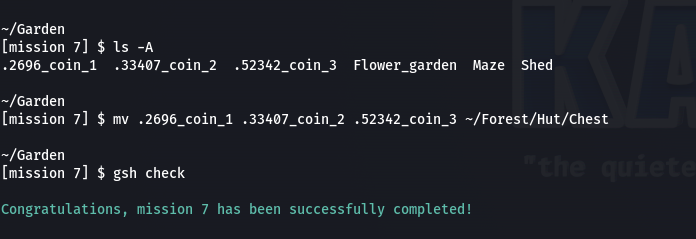 ~/Garden
[mission 7] $ ls -A
.2696_coin_1  .33407_coin_2  .52342_coin_3  Flower_garden  Maze  Shed
~/Garden
[mission 7] $ mv .2696_coin_1 .33407_coin_2 .52342_coin_3 ~/Forest/Hut/Chest
~/Garden
[mission 7] $ gsh check
Congratulations, mission 7 has been successfully completed!
KA
"the quiete